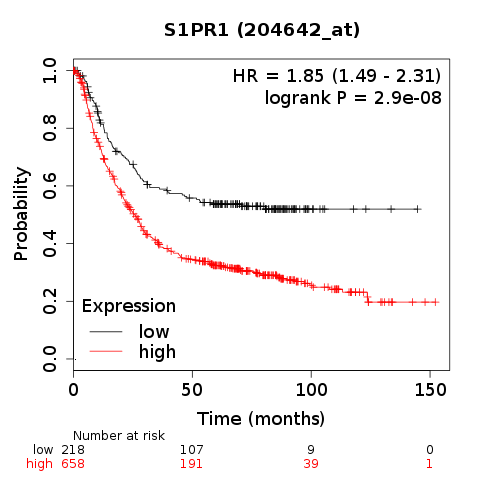 S1PR1 (204642_at)
HR = 1.85 (1.49 - 2.31)
logrank P = 2.9e-08
Probability
1.0
0.8
0.6
0.4
0.2
0.0
Expression
low
high
0 50 100 150
Time (months)
Number at risk
low 218 107 9 0
high 658 191 39 1